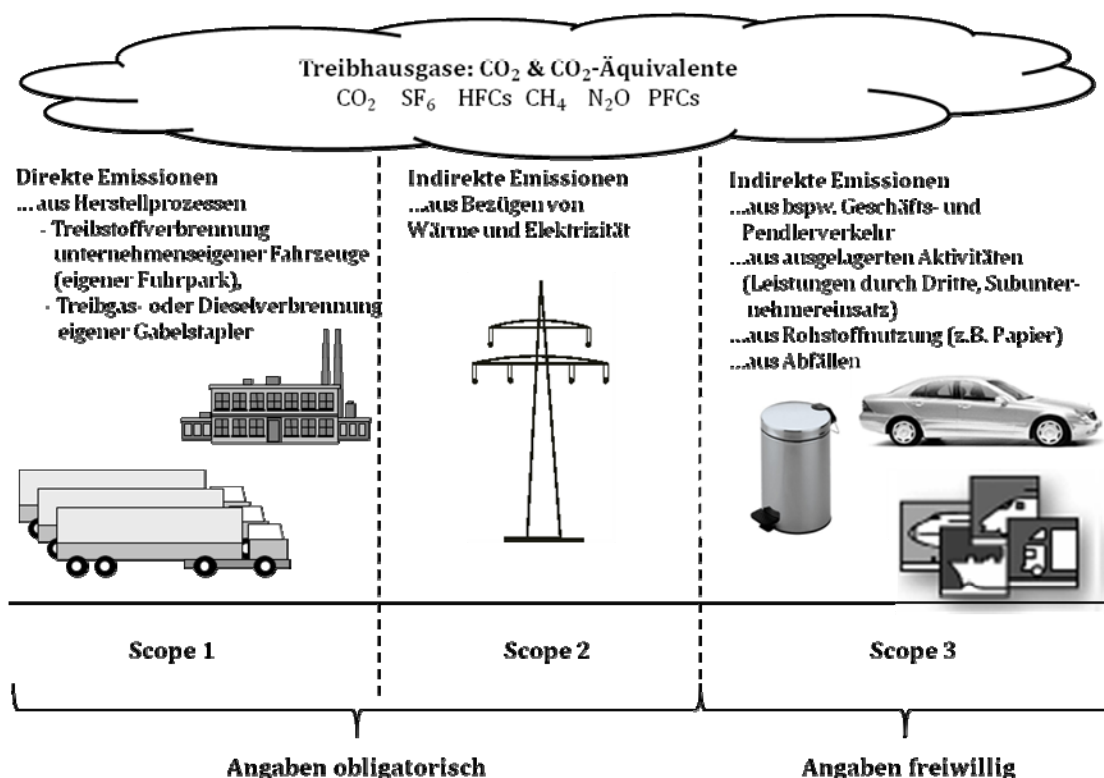 Treibhausgase: CO₂ & CO₂-Äquivalente
CO₂ SF₆ HFCs CH₄ N₂O PFCs
Direkte Emissionen
...aus Herstellprozessen
- Treibstoffverbrennung
unternehmenseigener Fahrzeuge
(eigener Fuhrpark),
- Treibgas- oder Dieselverbrennung
eigener Gabelstapler
Indirekte Emissionen
...aus Bezügen von
Wärme und Elektrizität
Indirekte Emissionen
...aus bspw. Geschäfts- und
Pendlerverkehr
...aus ausgelagerten Aktivitäten
(Leistungen durch Dritte, Subunter-
nehmereinsatz)
...aus Rohstoffnutzung (z.B. Papier)
...aus Abfällen
Scope 1
Scope 2
Scope 3
Angaben obligatorisch
Angaben freiwillig